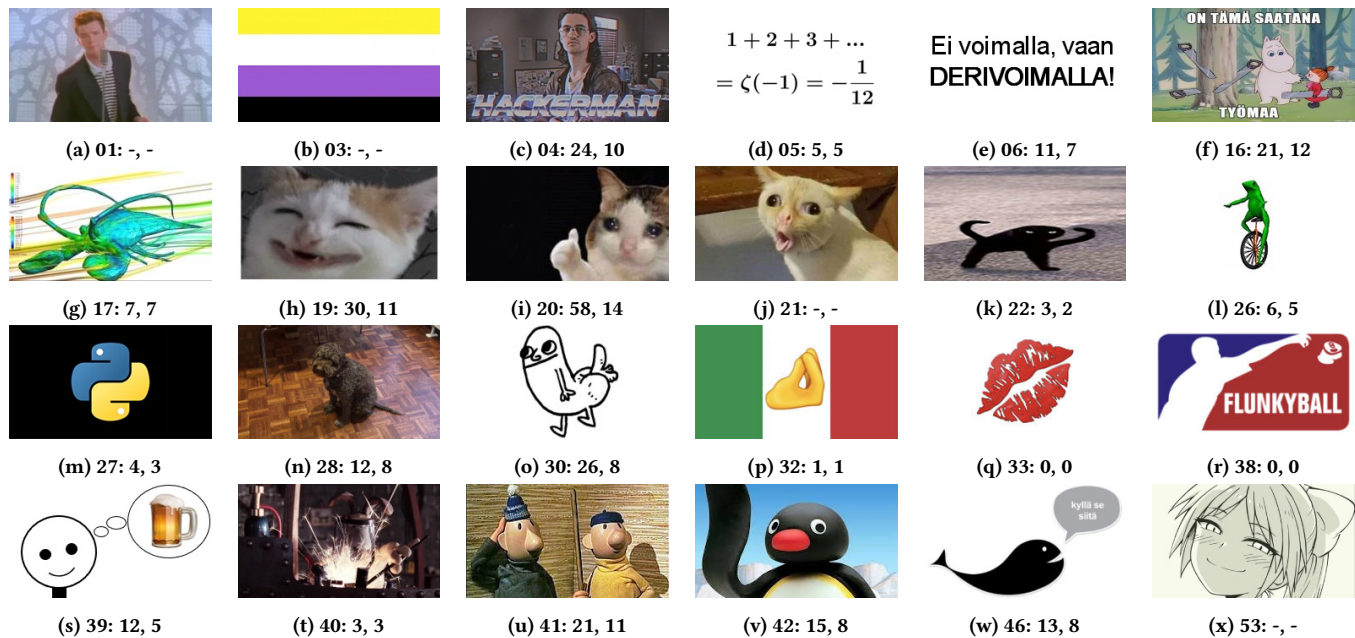 HACKERMAN
1 + 2 + 3 + ...
= ζ(−1) = −1/12
Ei voimalla, vaan
DERIVOIMALLA!
ON TÄMÄ SAATANA
TYÖMAA
(a) 01: -, -
(b) 03: -, -
(c) 04: 24, 10
(d) 05: 5, 5
(e) 06: 11, 7
(f) 16: 21, 12
(g) 17: 7, 7
(h) 19: 30, 11
(i) 20: 58, 14
(j) 21: -, -
(k) 22: 3, 2
(l) 26: 6, 5
FLUNKYBALL
(m) 27: 4, 3
(n) 28: 12, 8
(o) 30: 26, 8
(p) 32: 1, 1
(q) 33: 0, 0
(r) 38: 0, 0
kyllä se
siitä
(s) 39: 12, 5
(t) 40: 3, 3
(u) 41: 21, 11
(v) 42: 15, 8
(w) 46: 13, 8
(x) 53: -, -